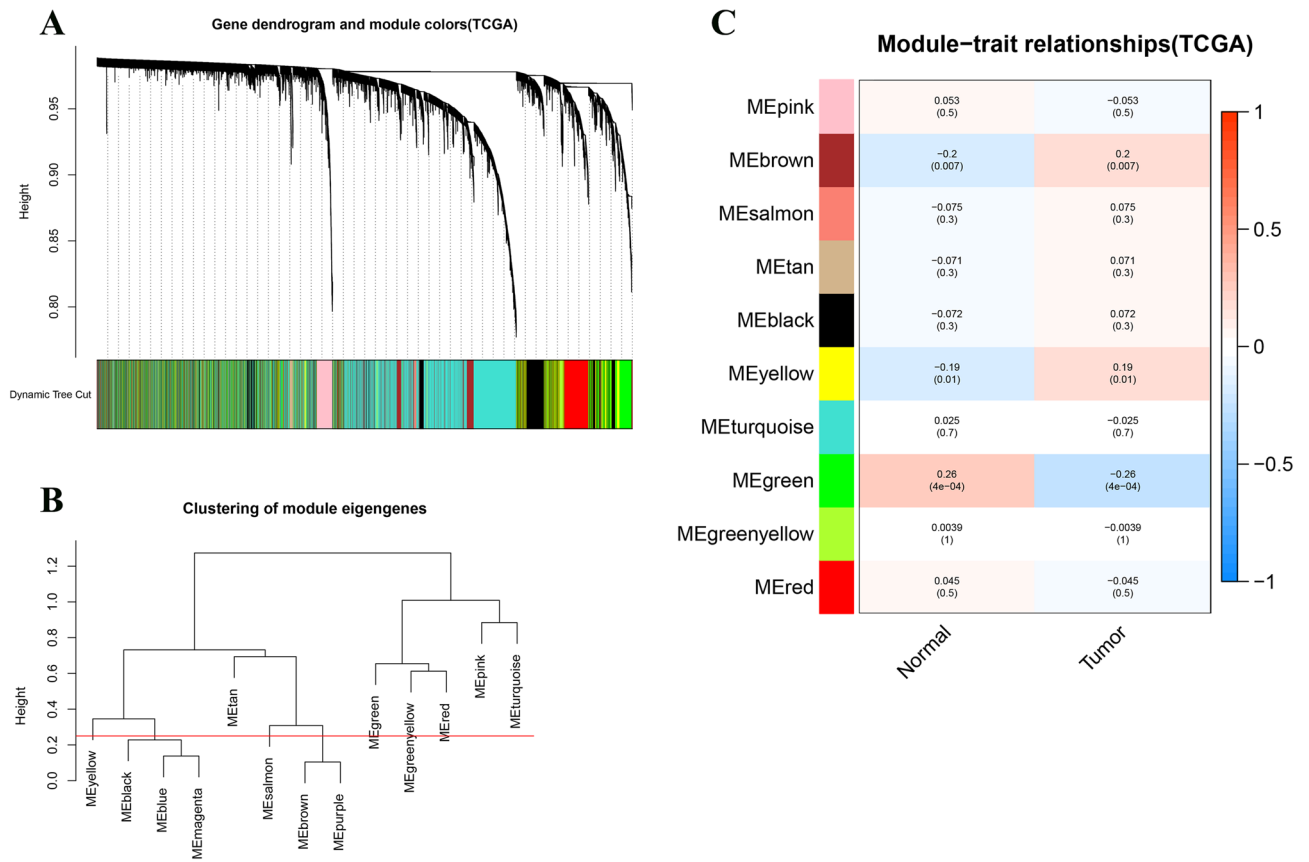 A
Gene dendrogram and module colors(TCGA)
Height
0.95
0.90
0.85
0.80
Dynamic Tree Cut
B
Clustering of module eigengenes
Height
1.2
1.0
0.8
0.6
0.4
0.2
0.0
MEyellow
MEblack
MEblue
MEmagenta
MEtan
MEsalmon
MEbrown
MEpurple
MEgreen
MEgreenyellow
MEred
MEpink
MEturquoise
C
Module−trait relationships(TCGA)
MEpink
0.053
(0.5)
−0.053
(0.5)
MEbrown
−0.2
(0.007)
0.2
(0.007)
MEsalmon
−0.075
(0.3)
0.075
(0.3)
MEtan
−0.071
(0.3)
0.071
(0.3)
MEblack
−0.072
(0.3)
0.072
(0.3)
MEyellow
−0.19
(0.01)
0.19
(0.01)
MEturquoise
0.025
(0.7)
−0.025
(0.7)
MEgreen
0.26
(4e−04)
−0.26
(4e−04)
MEgreenyellow
0.0039
(1)
−0.0039
(1)
MEred
0.045
(0.5)
−0.045
(0.5)
Normal
Tumor
1
0.5
0
−0.5
−1